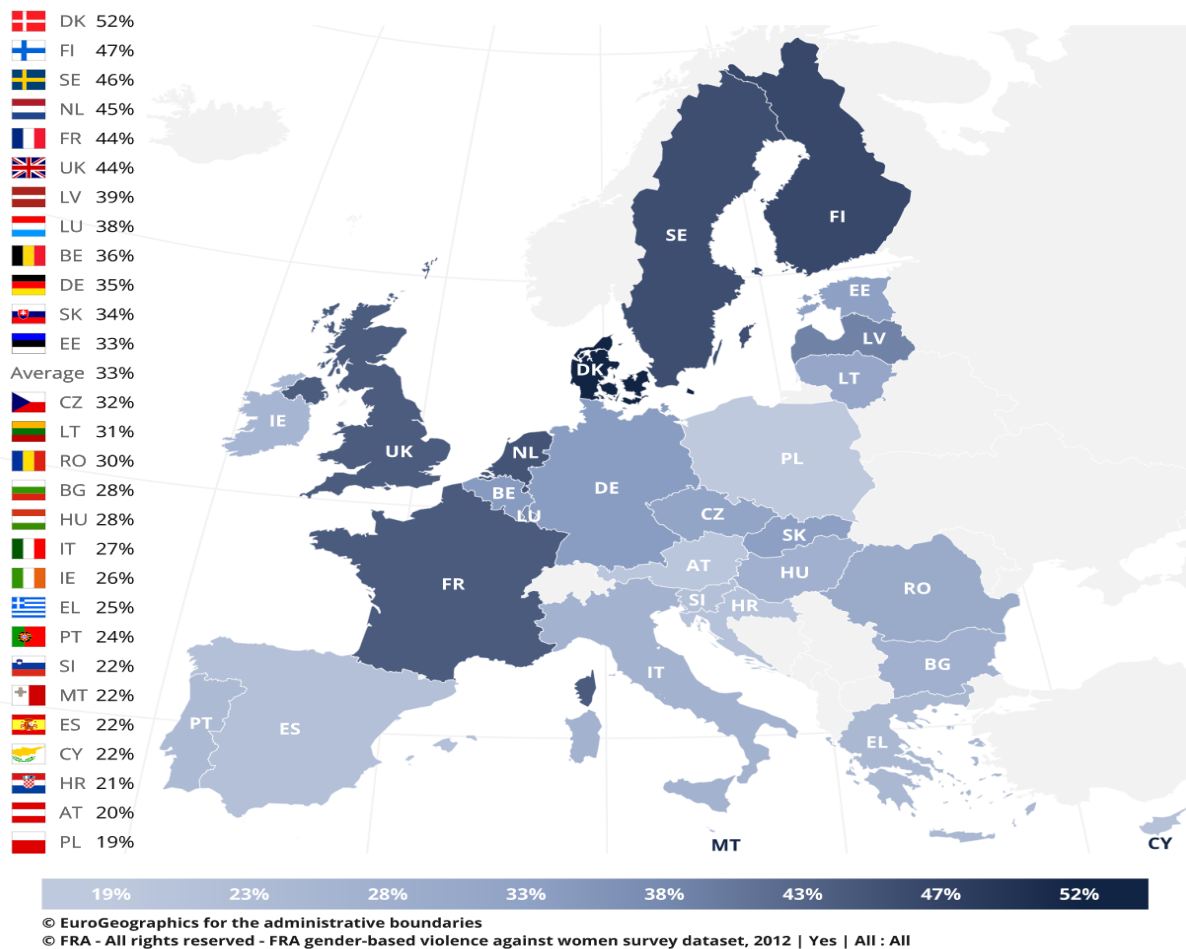 DK 52%
FI 47%
SE 46%
NL 45%
FR 44%
UK 44%
LV 39%
LU 38%
BE 36%
DE 35%
SK 34%
EE 33%
Average 33%
CZ 32%
LT 31%
RO 30%
BG 28%
HU 28%
IT 27%
IE 26%
EL 25%
PT 24%
SI 22%
MT 22%
ES 22%
CY 22%
HR 21%
AT 20%
PL 19%
FI
SE
EE
LV
LT
DK
IE
UK
NL
PL
DE
BE
LU
CZ
SK
AT
HU
FR
RO
SI
HR
BG
IT
PT
ES
EL
MT
CY
19% 23% 28% 33% 38% 43% 47% 52%
© EuroGeographics for the administrative boundaries
© FRA - All rights reserved - FRA gender-based violence against women survey dataset, 2012 | Yes | All : All